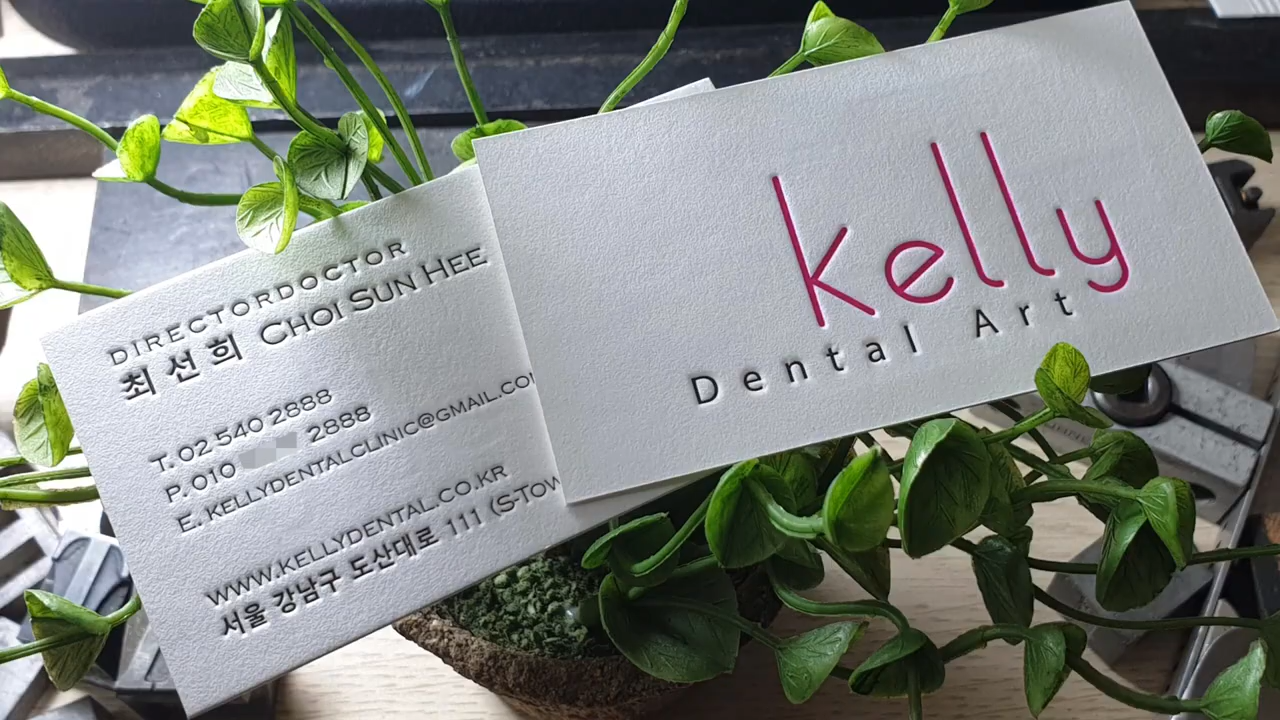 DIRECTORDOCTOR
최선희 CHOI SUN HEE
T. 02 540 2888
P. 010 2888
E. KELLYDENTALCLINIC@GMAIL.CO
WWW.KELLYDENTAL.CO.KR
서울 강남구 도산대로 111 (S-TOW
kelly
Dental Art